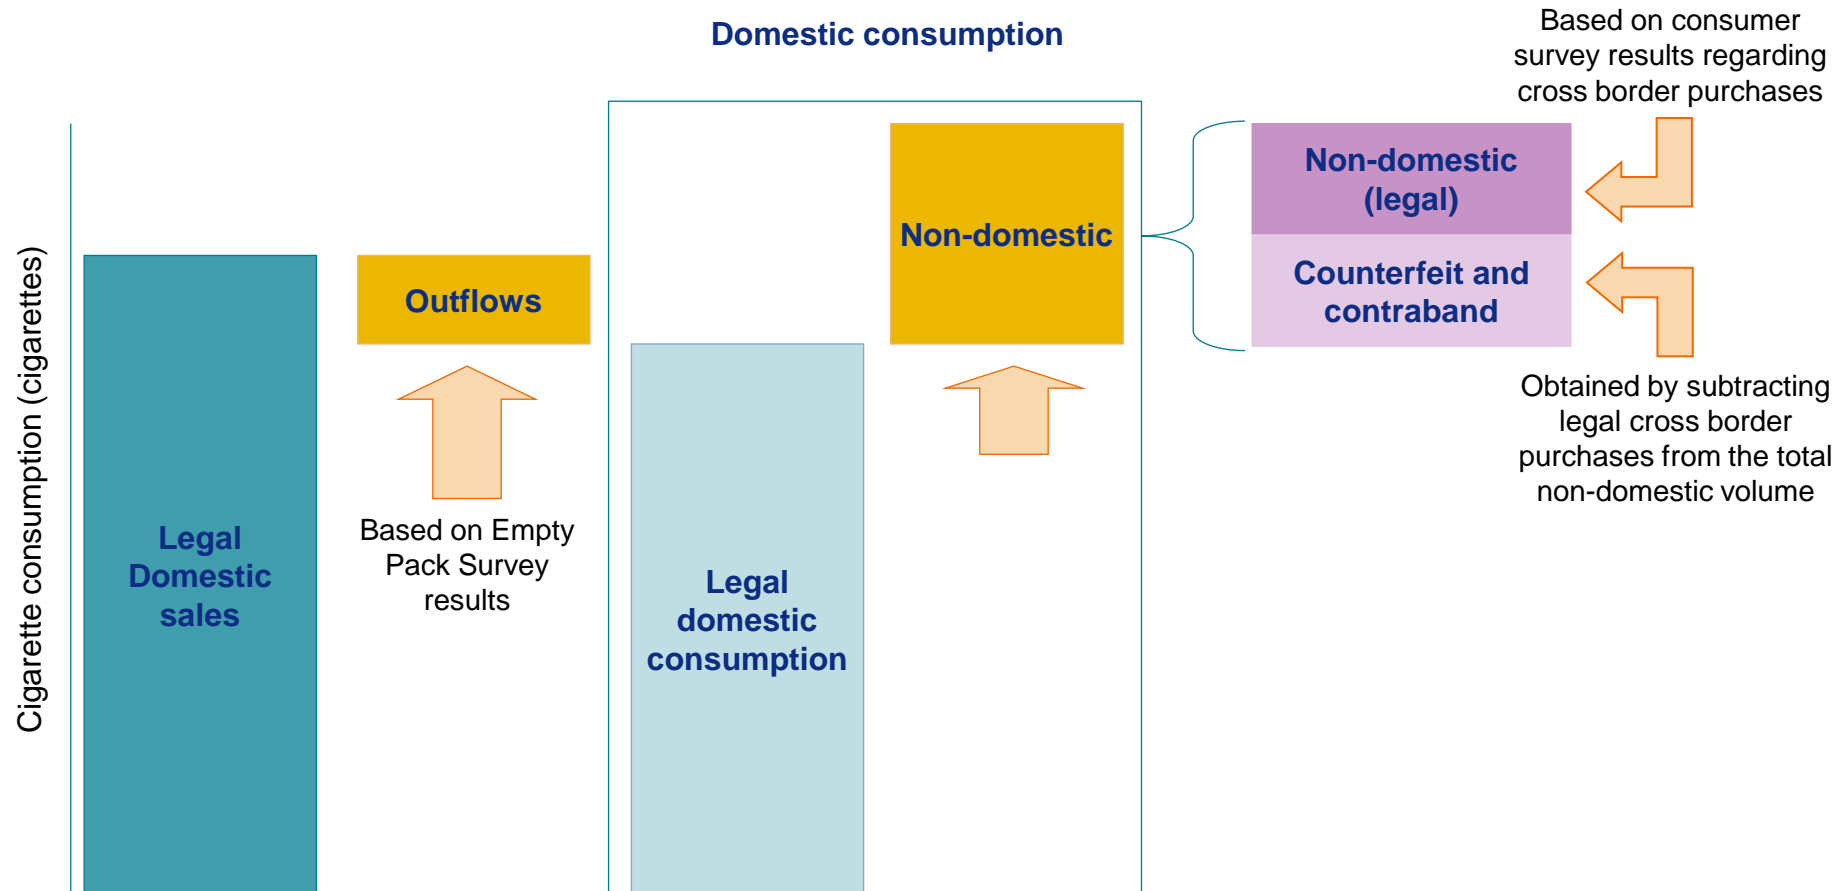 Domestic consumption
Based on consumer
survey results regarding
cross border purchases
Cigarette consumption (cigarettes)
Legal
Domestic
sales
Outflows
Based on Empty
Pack Survey
results
Legal
domestic
consumption
Non-domestic
Non-domestic
(legal)
Counterfeit and
contraband
Obtained by subtracting
legal cross border
purchases from the total
non-domestic volume